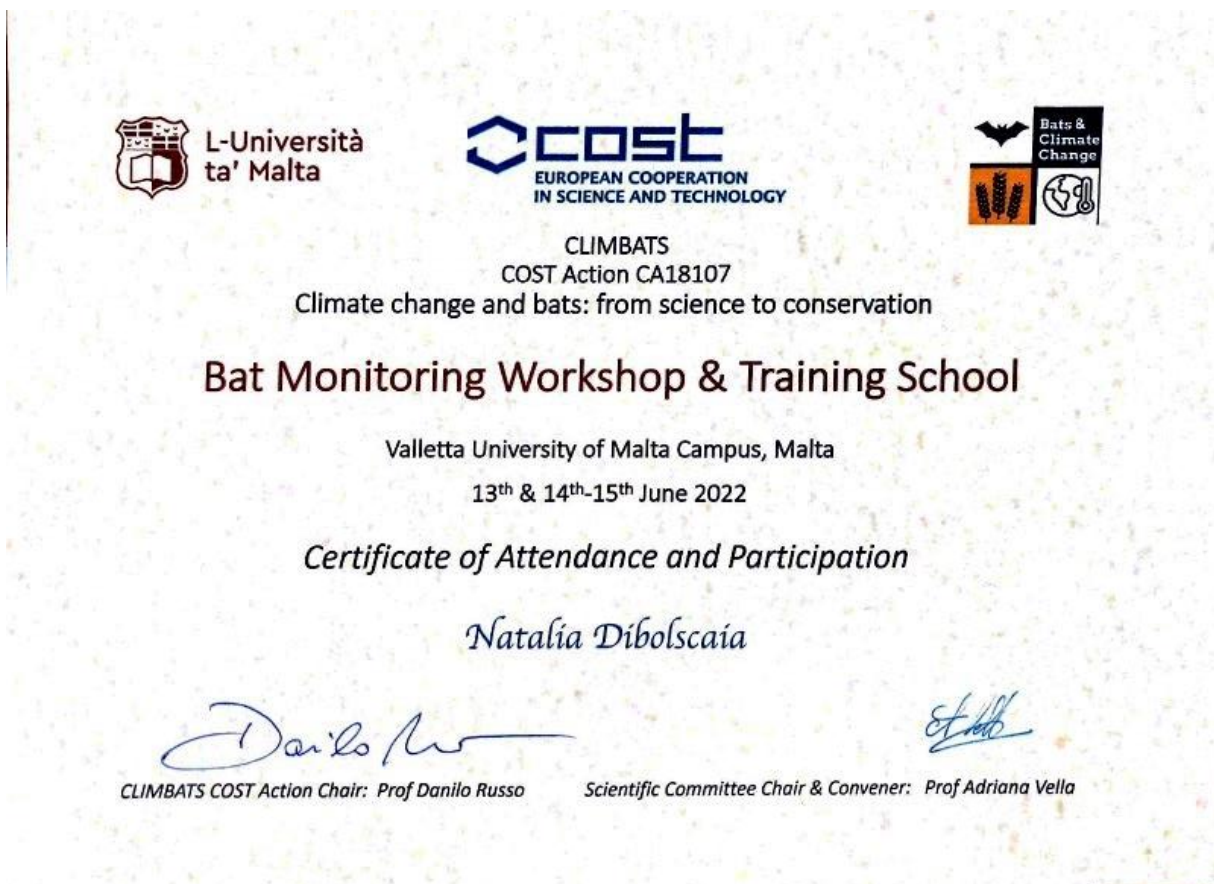 L-Università
ta' Malta
cost
EUROPEAN COOPERATION
IN SCIENCE AND TECHNOLOGY
Bats &
Climate
Change
CLIMBATS
COST Action CA18107
Climate change and bats: from science to conservation
Bat Monitoring Workshop & Training School
Valletta University of Malta Campus, Malta
13th & 14th-15th June 2022
Certificate of Attendance and Participation
Natalia Dibolscaia
CLIMBATS COST Action Chair: Prof Danilo Russo
Scientific Committee Chair & Convener: Prof Adriana Vella